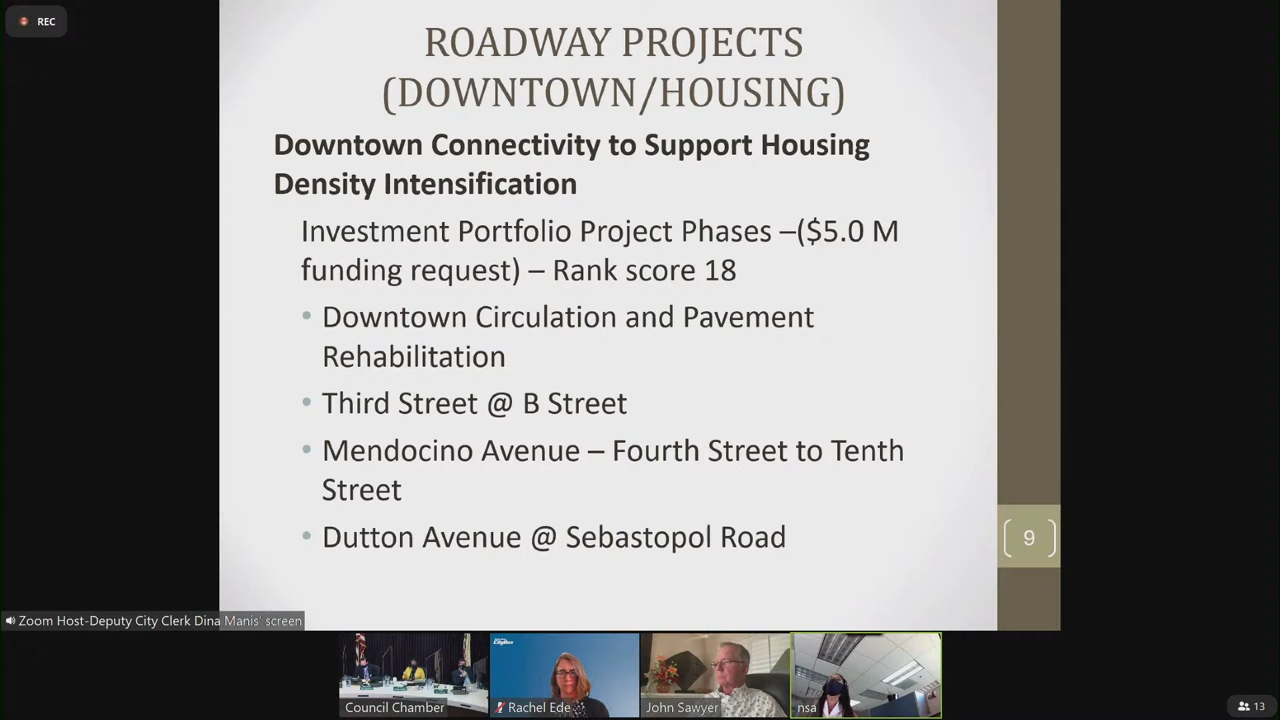 REC
ROADWAY PROJECTS
(DOWNTOWN/HOUSING)
Downtown Connectivity to Support Housing
Density Intensification
Investment Portfolio Project Phases –($5.0 M
funding request) – Rank score 18
• Downtown Circulation and Pavement
Rehabilitation
• Third Street @ B Street
• Mendocino Avenue – Fourth Street to Tenth
Street
• Dutton Avenue @ Sebastopol Road
9
Zoom Host-Deputy City Clerk Dina Manis' screen
Council Chamber
Rachel Ede
John Sawyer
nsa
13